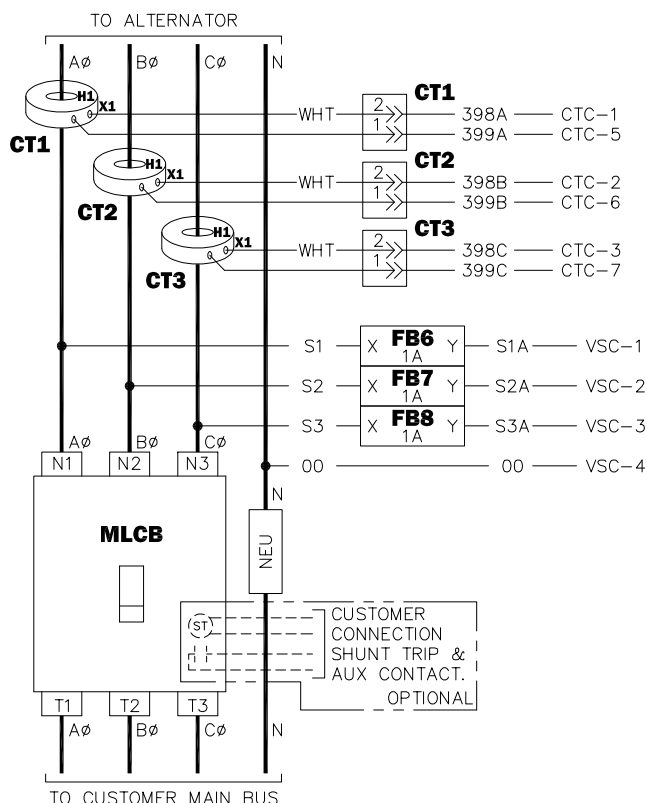 TO ALTERNATOR
AØ BØ CØ N
H1 X1 CT1
2 CT1
WHT 398A CTC-1
1 399A CTC-5
H1 X1 CT2
2 CT2
WHT 398B CTC-2
1 399B CTC-6
H1 X1 CT3
2 CT3
WHT 398C CTC-3
1 399C CTC-7
S1 X FB6 1A Y S1A VSC-1
S2 X FB7 1A Y S2A VSC-2
S3 X FB8 1A Y S3A VSC-3
00 00 VSC-4
AØ BØ CØ
N1 N2 N3
N
MLCB
NEU
ST
CUSTOMER
CONNECTION
SHUNT TRIP &
AUX CONTACT.
OPTIONAL
T1 T2 T3
AØ BØ CØ N
TO CUSTOMER MAIN BUS